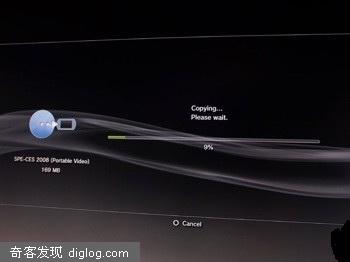 Copying...
Please wait.
9%
SPE-CES 2008 (Portable Video)
169 MB
Cancel
奇客发现 diglog.com